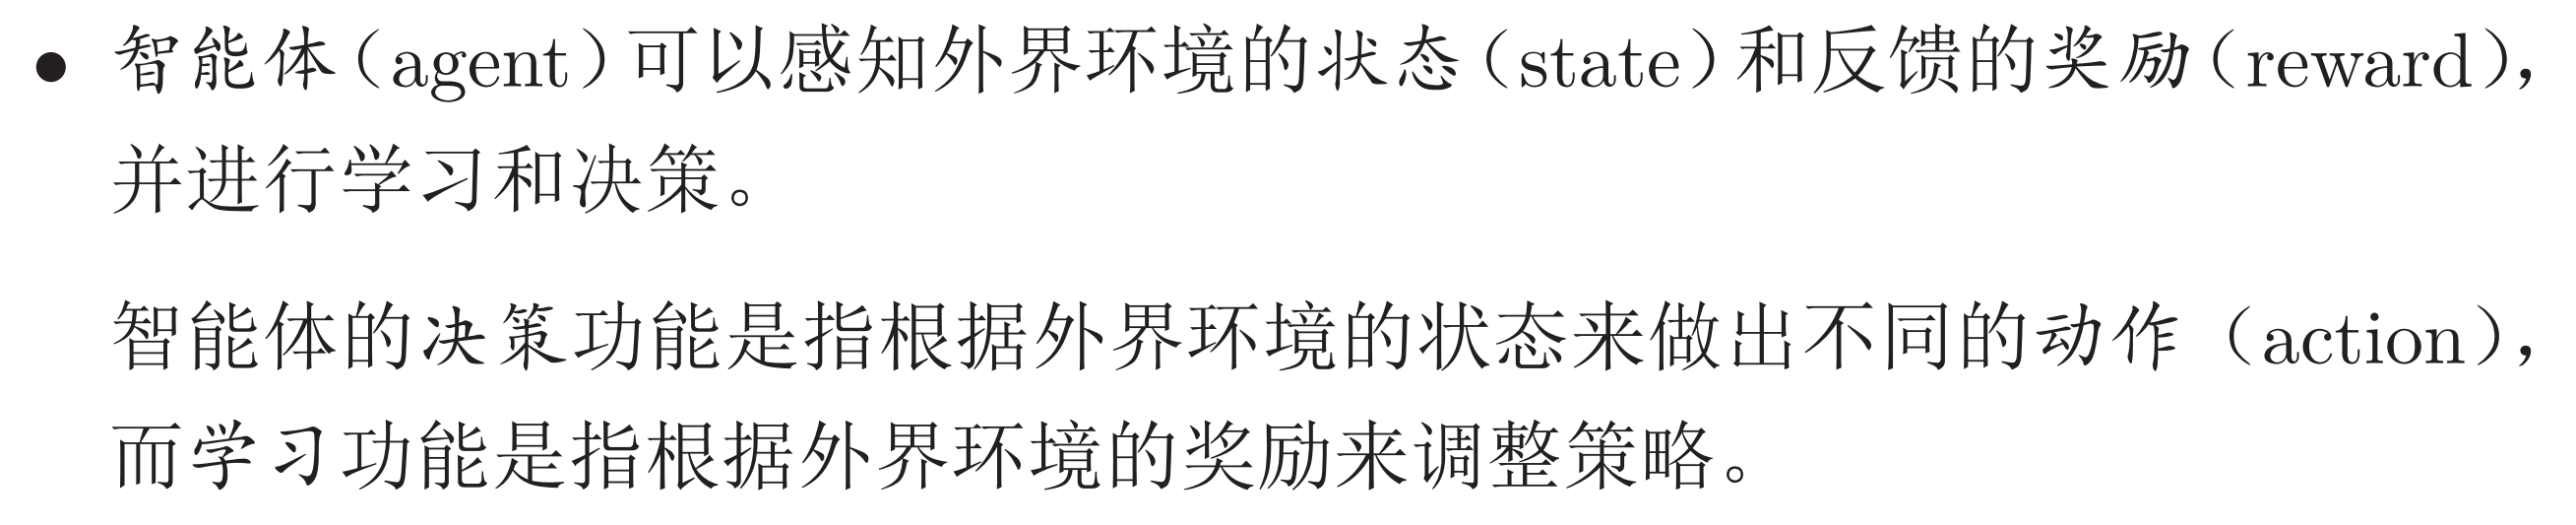 ● 智能体（agent）可以感知外界环境的状态（state）和反馈的奖励（reward），
并进行学习和决策。
智能体的决策功能是指根据外界环境的状态来做出不同的动作（action），
而学习功能是指根据外界环境的奖励来调整策略。